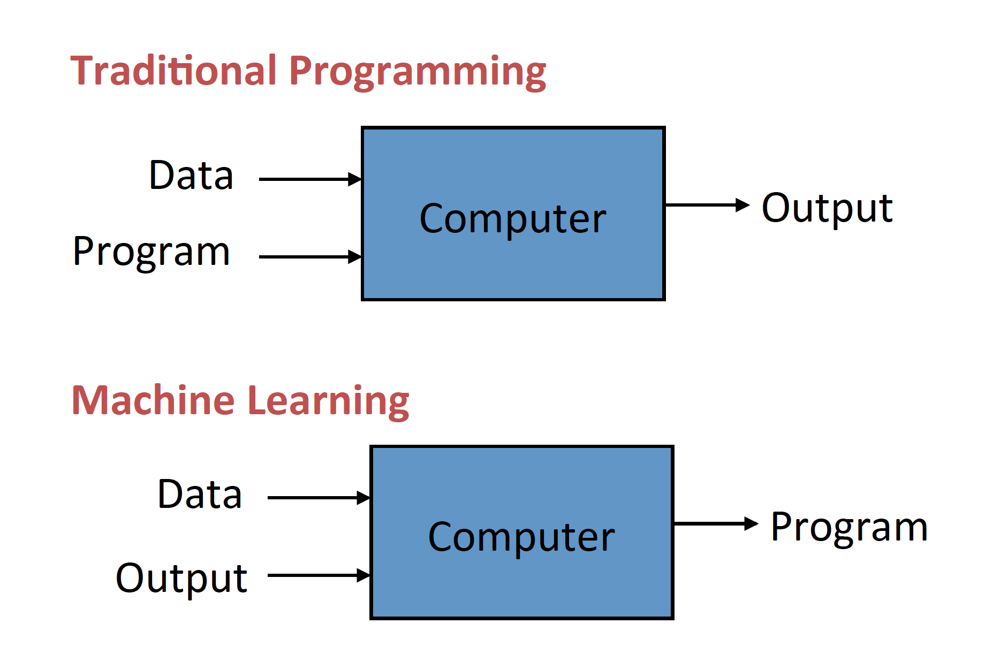 Traditional Programming
Data
Program
Computer
Output
Machine Learning
Data
Output
Computer
Program